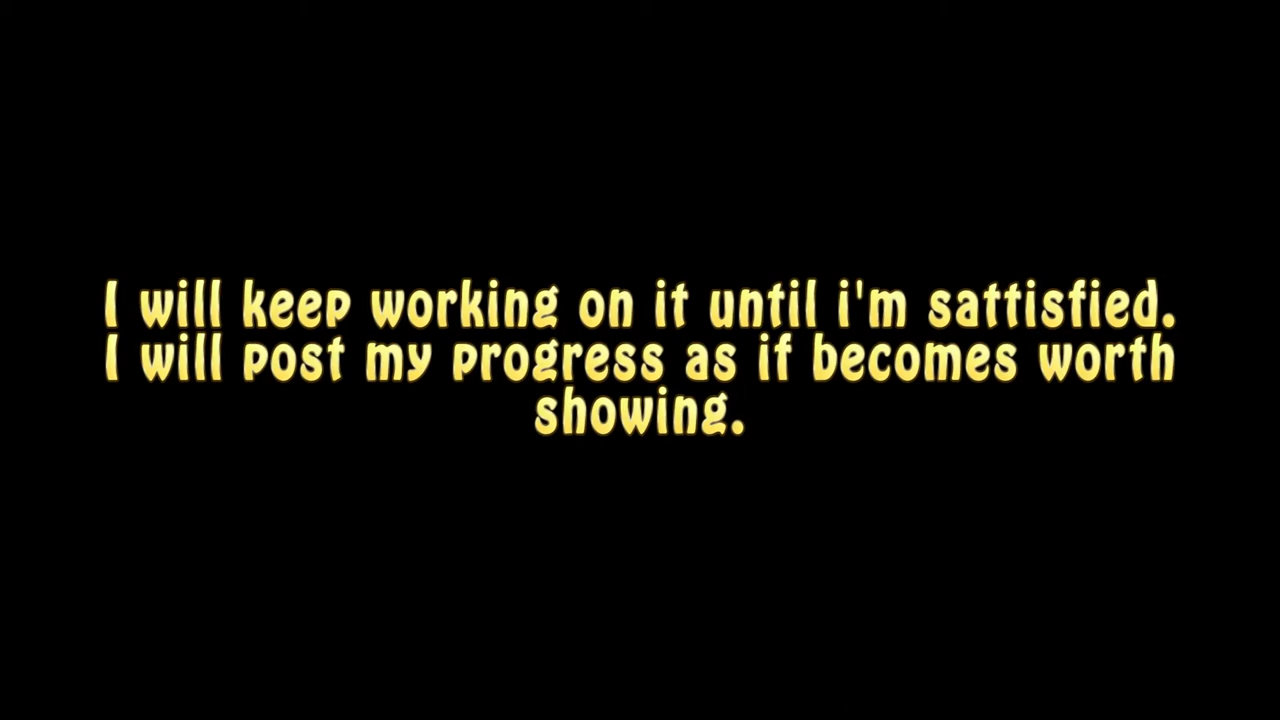 I will keep working on it until i'm sattisfied.
I will post my progress as if becomes worth
showing.